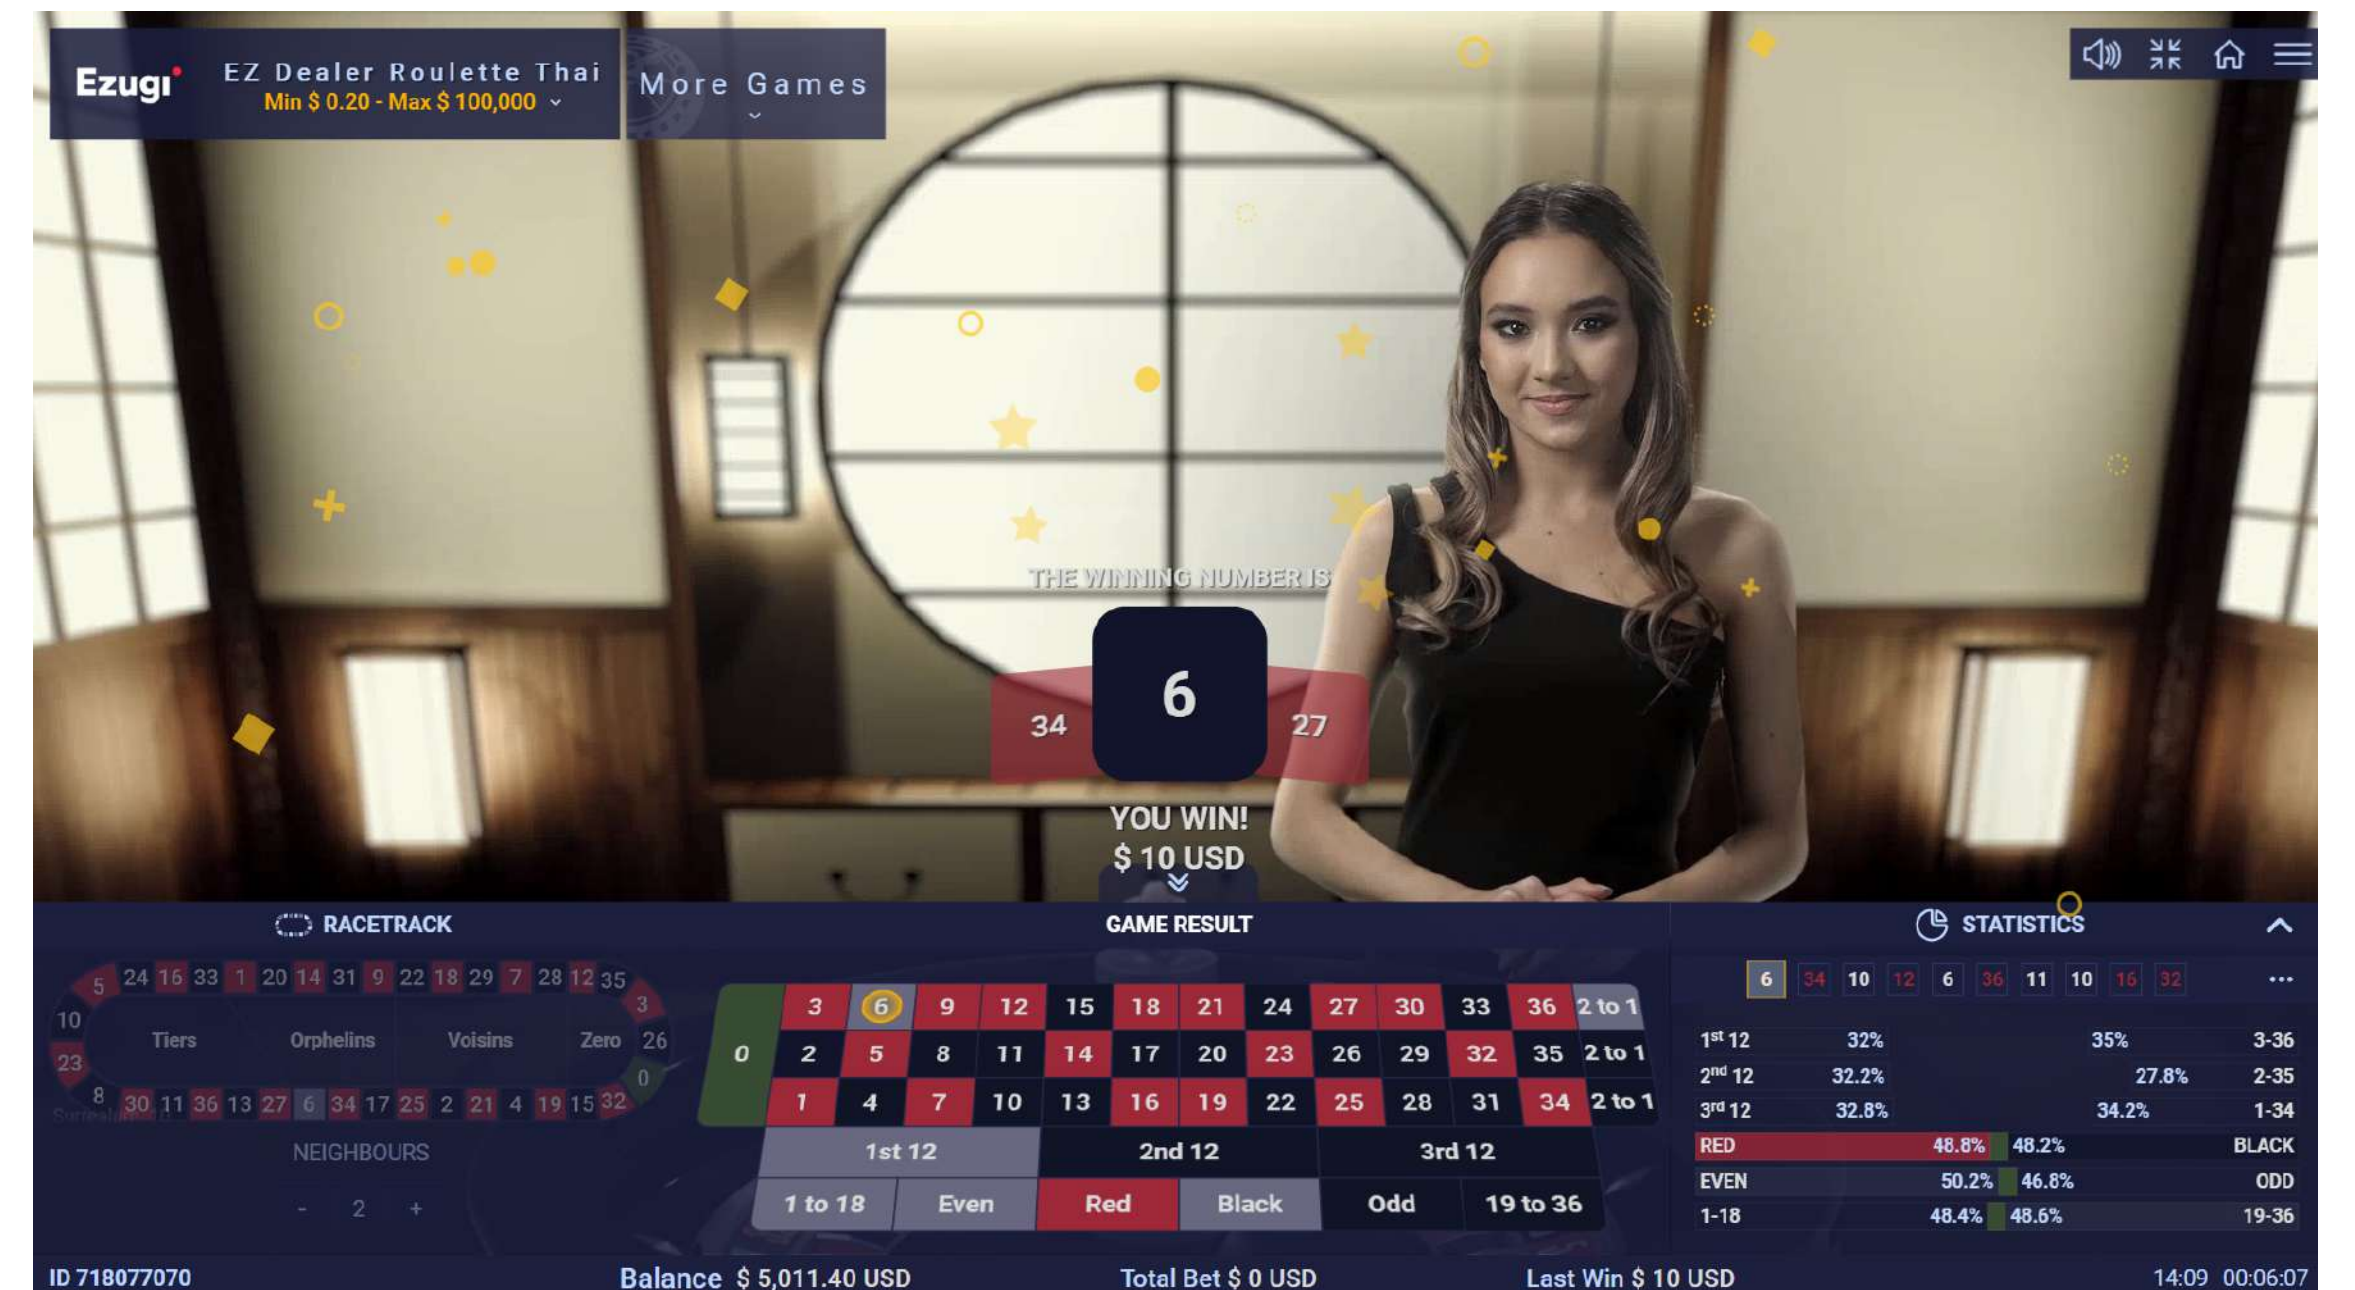 Ezugi
EZ Dealer Roulette Thai
Min $ 0.20 - Max $ 100,000
More Games
THE WINNING NUMBER IS
34 6 27
YOU WIN!
$ 10 USD
RACETRACK
GAME RESULT
STATISTICS
5 24 16 33 1 20 14 31 9 22 18 29 7 28 12 35 3
10 Tiers Orphelins Voisins Zero 26
23 0
8 30 11 36 13 27 6 34 17 25 2 21 4 19 15 32
NEIGHBOURS
- 2 +
3 6 9 12 15 18 21 24 27 30 33 36 2 to 1
0 2 5 8 11 14 17 20 23 26 29 32 35 2 to 1
1 4 7 10 13 16 19 22 25 28 31 34 2 to 1
1st 12 2nd 12 3rd 12
1 to 18 Even Red Black Odd 19 to 36
6 34 10 12 6 36 11 10 16 32 ...
1st 12 32% 35% 3-36
2nd 12 32.2% 27.8% 2-35
3rd 12 32.8% 34.2% 1-34
RED 48.8% 48.2% BLACK
EVEN 50.2% 46.8% ODD
1-18 48.4% 48.6% 19-36
ID 718077070
Balance $ 5,011.40 USD
Total Bet $ 0 USD
Last Win $ 10 USD
14:09 00:06:07